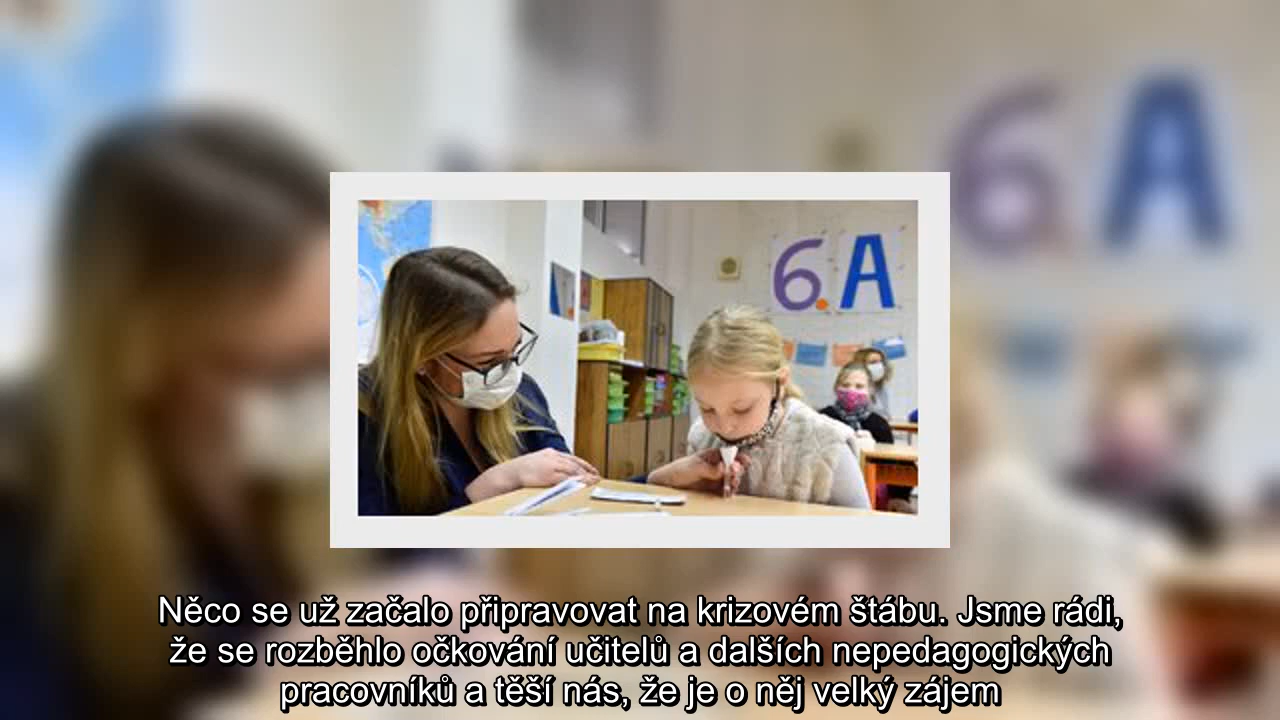 6.A
Něco se už začalo připravovat na krizovém štábu. Jsme rádi,
že se rozběhlo očkování učitelů a dalších nepedagogických
pracovníků a těší nás, že je o něj velký zájem